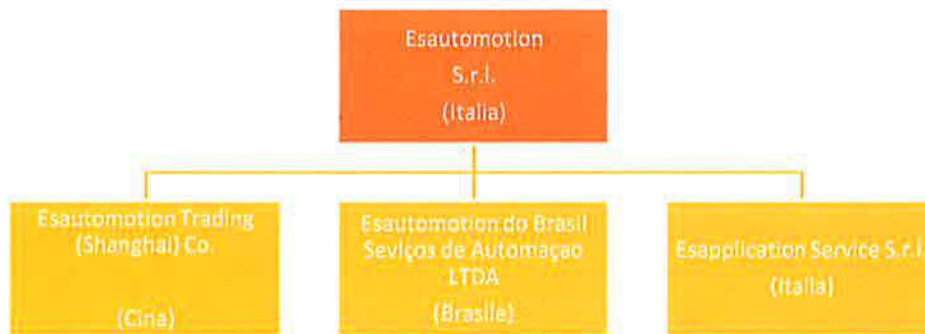 Esautomotion
S.r.l.
(Italia)
Esautomotion Trading
(Shanghai) Co.
(Cina)
Esautomotion do Brasil
Seviços de Automaçao
LTDA
(Brasile)
Esapplication Service S.r.l.
(Italia)